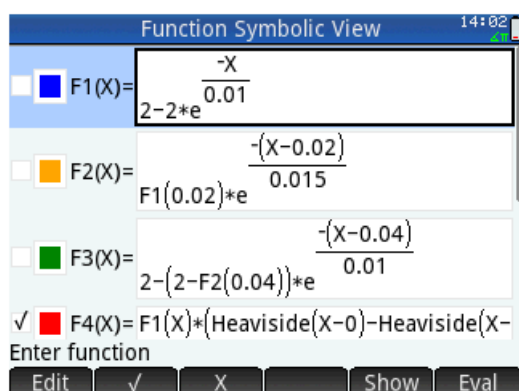 Function Symbolic View 14:02
∡π
F1(X)= 2-2*e^(-X/0.01)
F2(X)= F1(0.02)*e^(-(X-0.02)/0.015)
F3(X)= 2-(2-F2(0.04))*e^(-(X-0.04)/0.01)
√ F4(X)= F1(X)*(Heaviside(X-0)-Heaviside(X-
Enter function
Edit √ X Show Eval